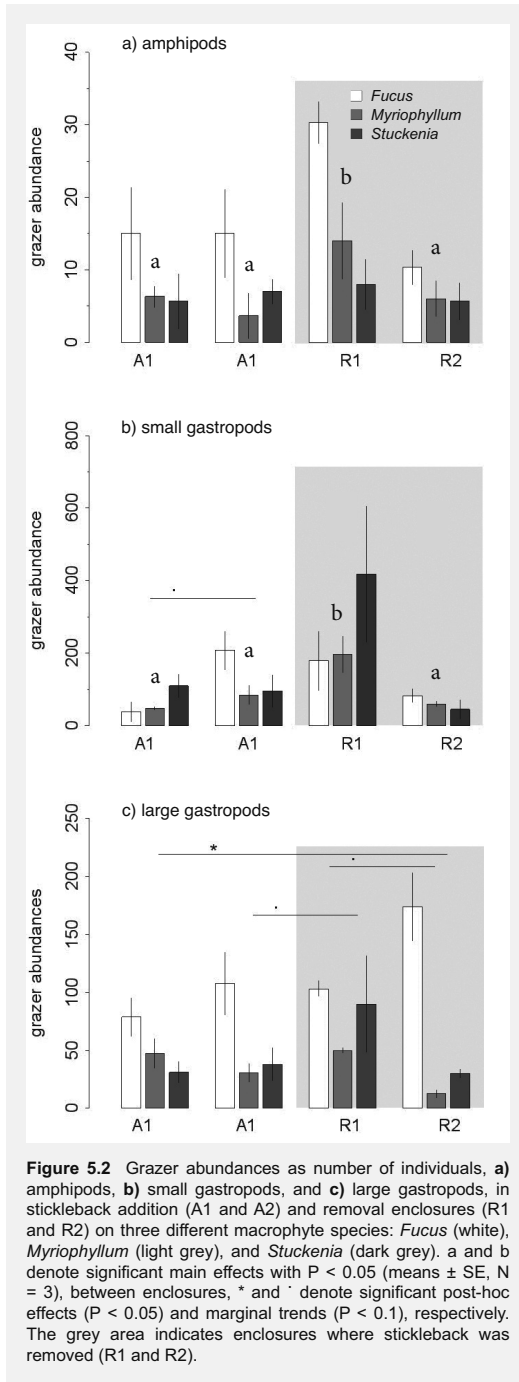 a) amphipods
40
30
20
10
0
grazer abundance
Fucus
Myriophyllum
Stuckenia
a
a
b
a
A1
A1
R1
R2
b) small gastropods
800
600
400
200
0
grazer abundance
·
a
a
b
a
A1
A1
R1
R2
c) large gastropods
250
200
150
100
50
0
grazer abundances
*
·
·
A1
A1
R1
R2
Figure 5.2 Grazer abundances as number of individuals, a)
amphipods, b) small gastropods, and c) large gastropods, in
stickleback addition (A1 and A2) and removal enclosures (R1
and R2) on three different macrophyte species: Fucus (white),
Myriophyllum (light grey), and Stuckenia (dark grey). a and b
denote significant main effects with P < 0.05 (means ± SE, N
= 3), between enclosures, * and ˙ denote significant post-hoc
effects (P < 0.05) and marginal trends (P < 0.1), respectively.
The grey area indicates enclosures where stickleback was
removed (R1 and R2).